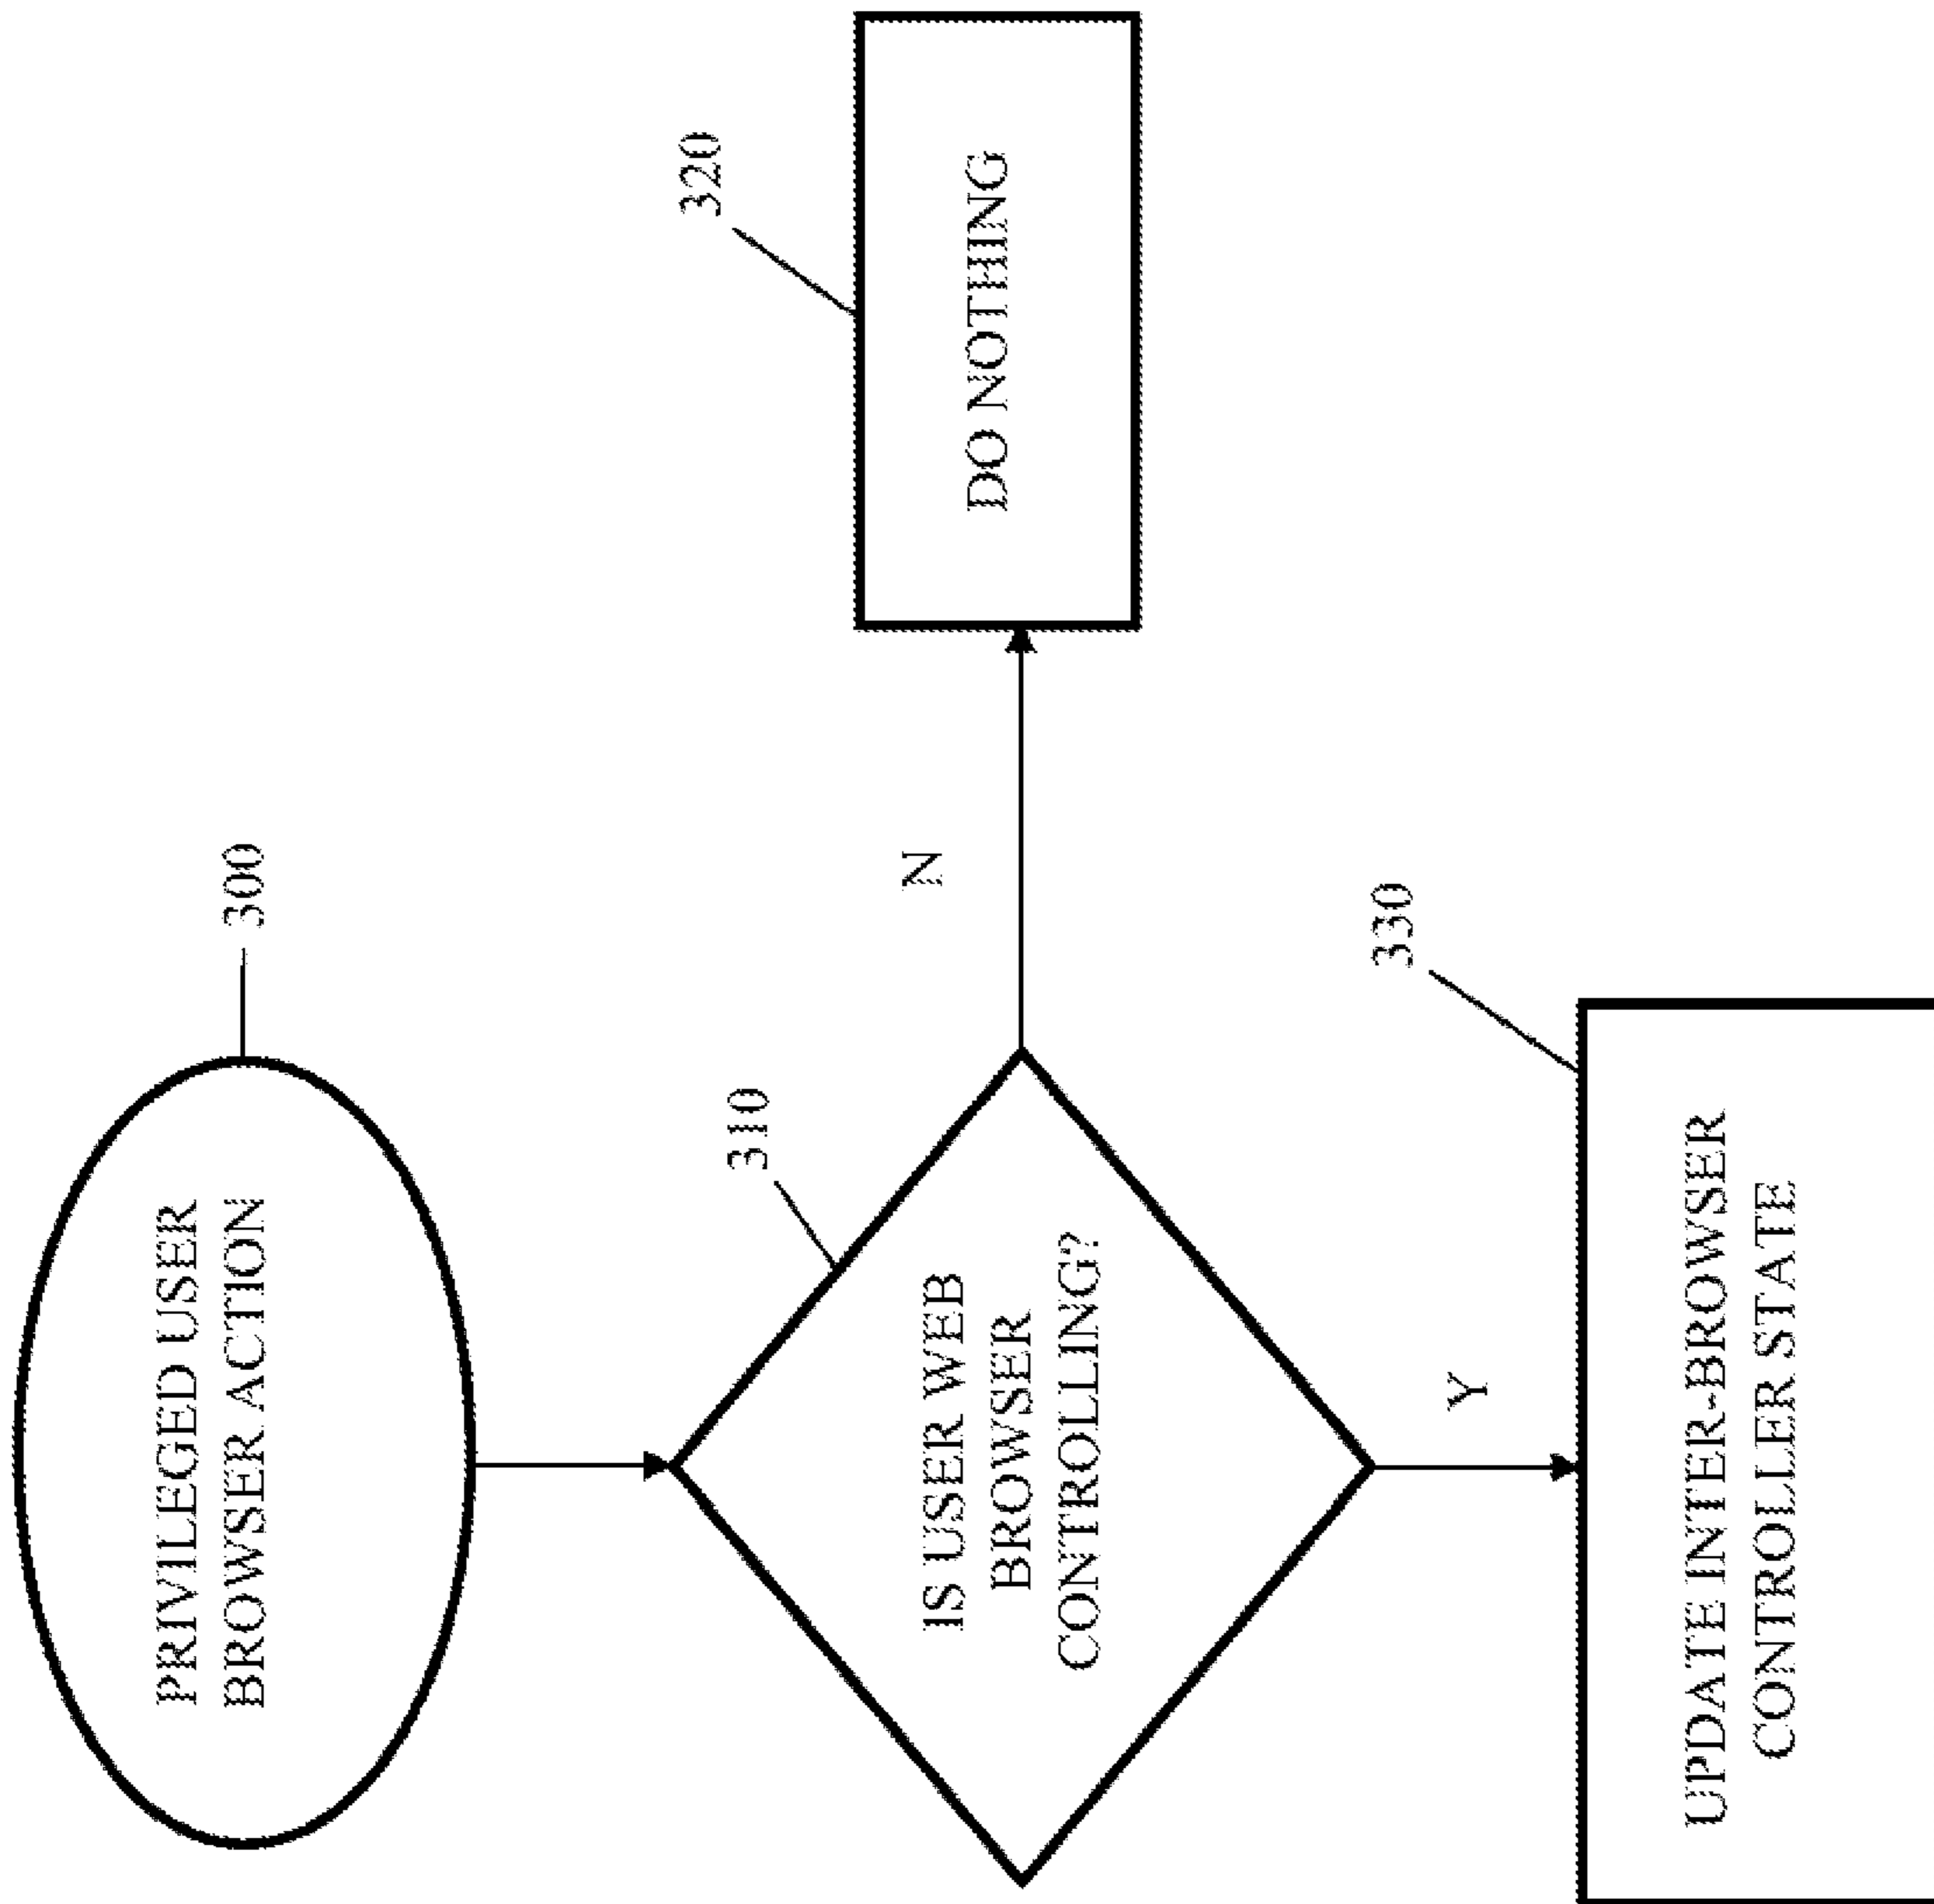 PRIVILEGED USER
BROWSER ACTION
300
310
IS USER WEB
BROWSER
CONTROLLING?
N
320
DO NOTHING
Y
330
UPDATE INTER-BROWSER
CONTROLLER STATE